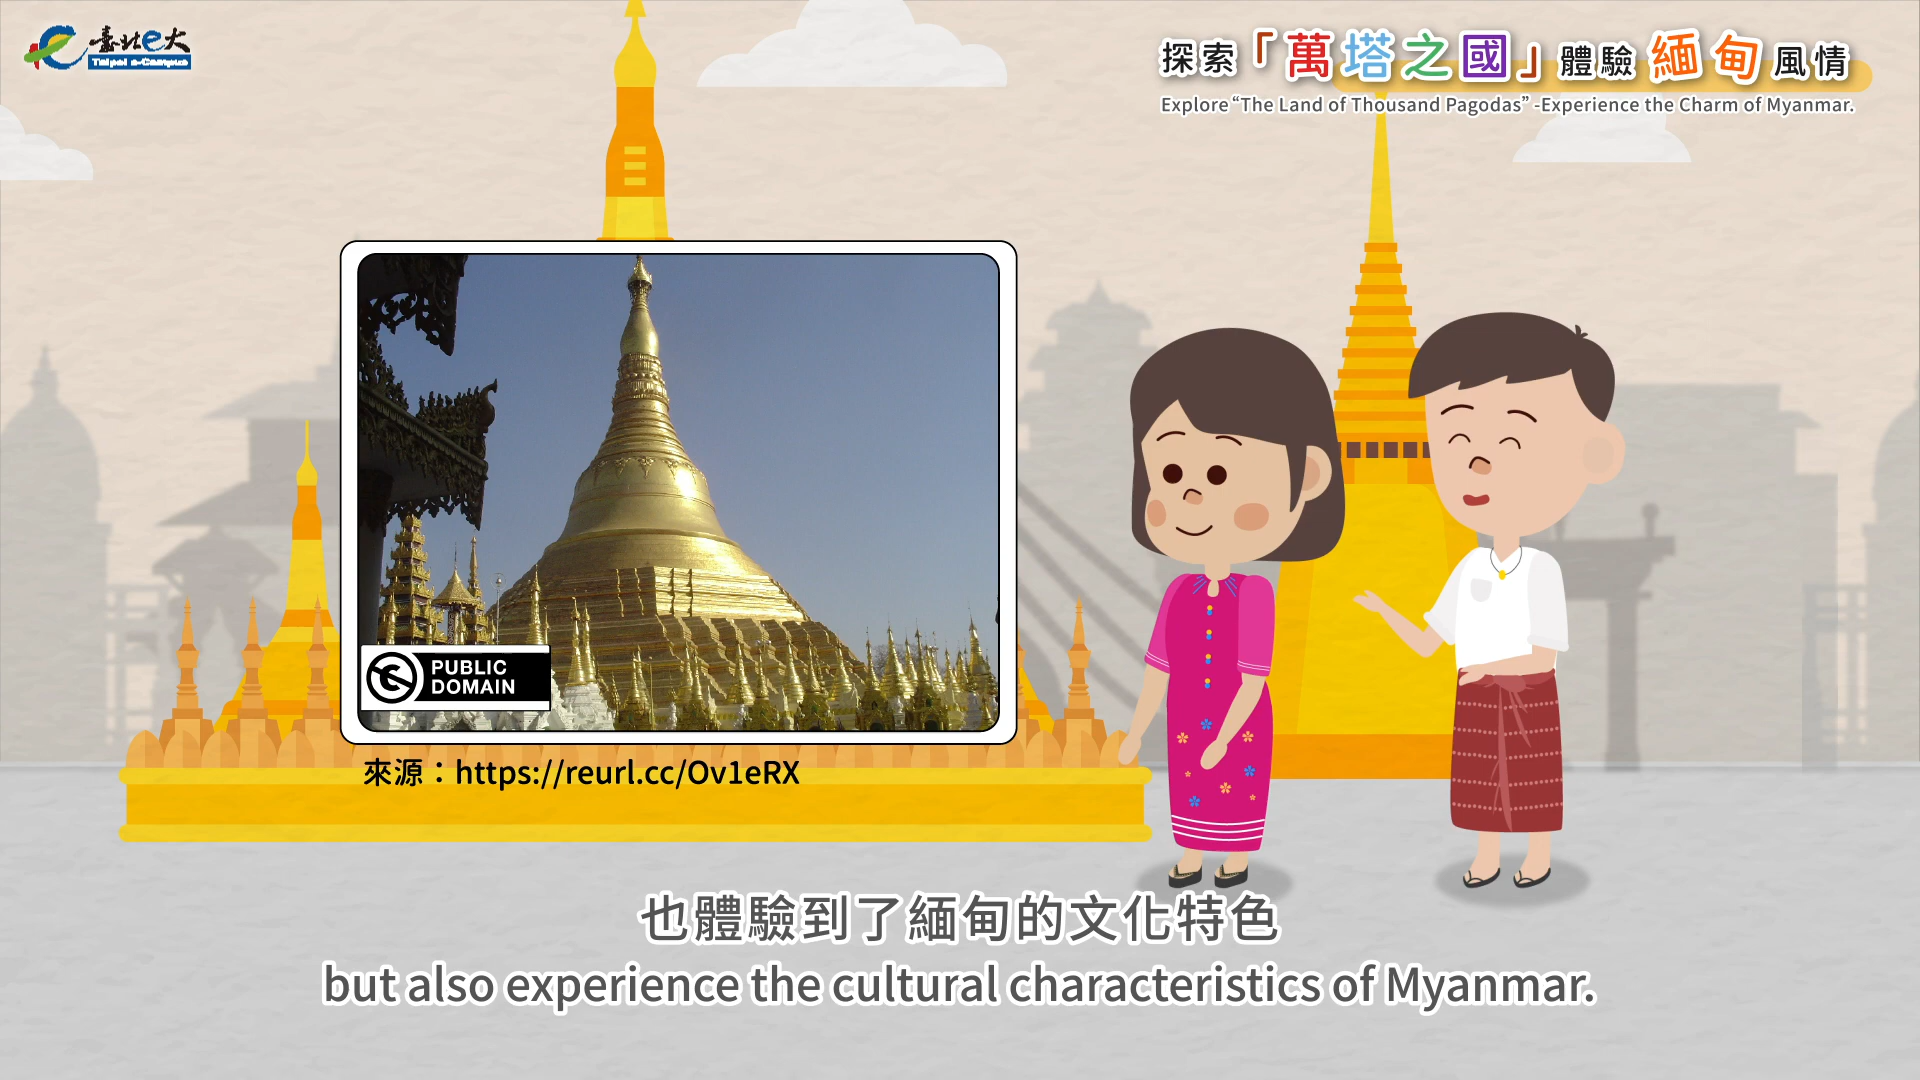 臺北e大
Taipei e-Campus
探索「萬塔之國」體驗緬甸風情
Explore “The Land of Thousand Pagodas” -Experience the Charm of Myanmar.
PUBLIC
DOMAIN
來源：https://reurl.cc/Ov1eRX
也體驗到了緬甸的文化特色
but also experience the cultural characteristics of Myanmar.